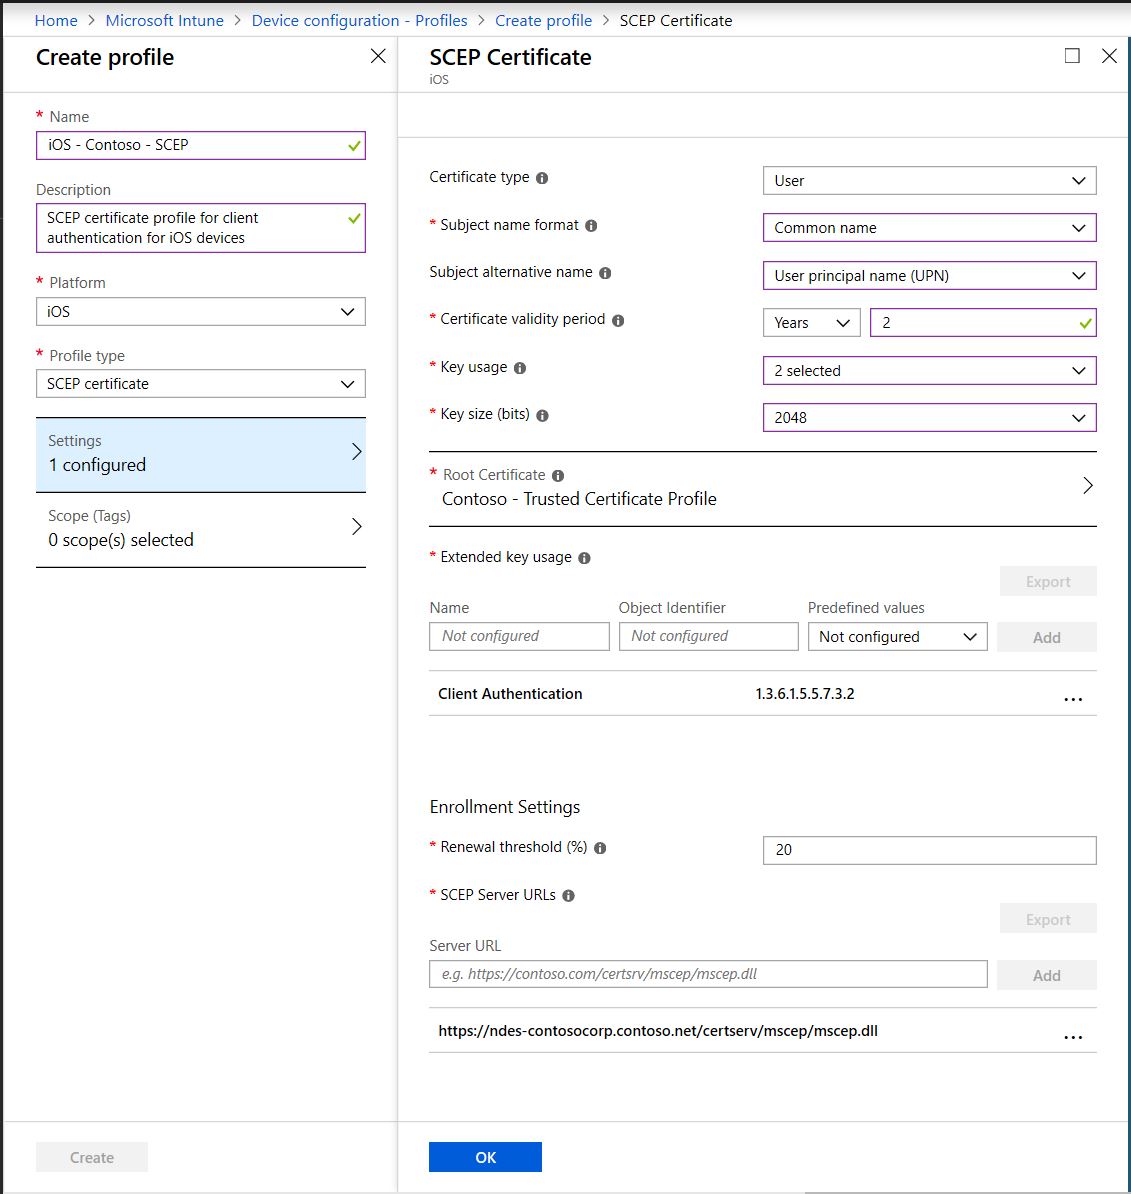 Home > Microsoft Intune > Device configuration - Profiles > Create profile > SCEP Certificate
Create profile
* Name
iOS - Contoso - SCEP
Description
SCEP certificate profile for client
authentication for iOS devices
* Platform
iOS
* Profile type
SCEP certificate
Settings
1 configured
Scope (Tags)
0 scope(s) selected
Create
SCEP Certificate
iOS
Certificate type
User
* Subject name format
Common name
Subject alternative name
User principal name (UPN)
* Certificate validity period
Years
2
* Key usage
2 selected
* Key size (bits)
2048
* Root Certificate
Contoso - Trusted Certificate Profile
* Extended key usage
Export
Name Object Identifier Predefined values
Not configured Not configured Not configured Add
Client Authentication 1.3.6.1.5.5.7.3.2 ...
Enrollment Settings
* Renewal threshold (%)
20
* SCEP Server URLs
Export
Server URL
e.g. https://contoso.com/certsrv/mscep/mscep.dll Add
https://ndes-contosocorp.contoso.net/certserv/mscep/mscep.dll ...
OK